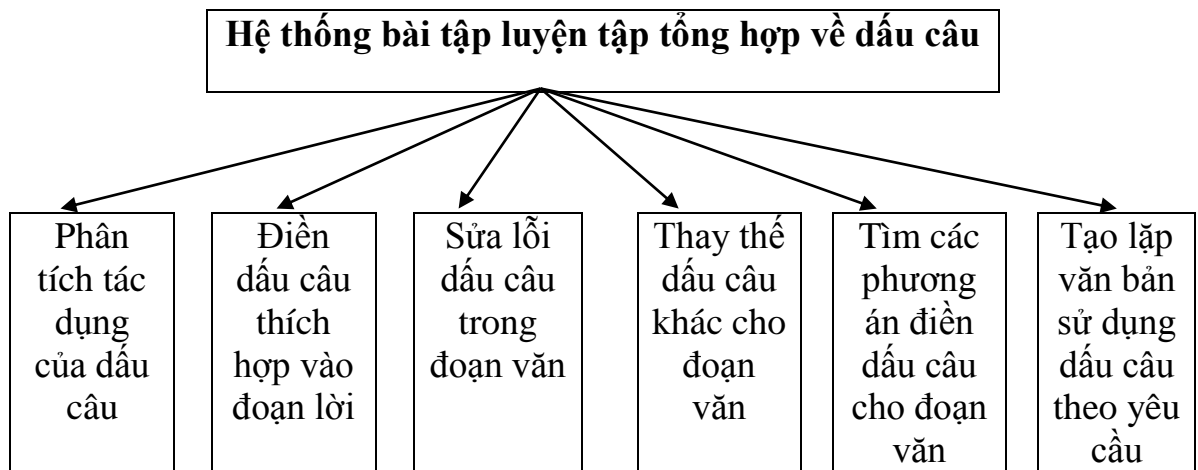 Hệ thống bài tập luyện tập tổng hợp về dấu câu
Phân
tích tác
dụng
của dấu
câu
Điền
dấu câu
thích
hợp vào
đoạn lời
Sửa lỗi
dấu câu
trong
đoạn văn
Thay thế
dấu câu
khác cho
đoạn
văn
Tìm các
phương
án điền
dấu câu
cho đoạn
văn
Tạo lặp
văn bản
sử dụng
dấu câu
theo yêu
cầu